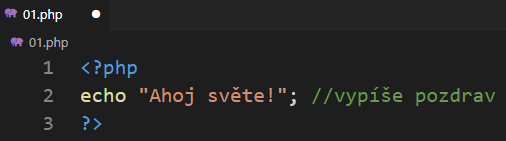 01.php
01.php
1 <?php
2 echo "Ahoj světe!"; //vypíše pozdrav
3 ?>